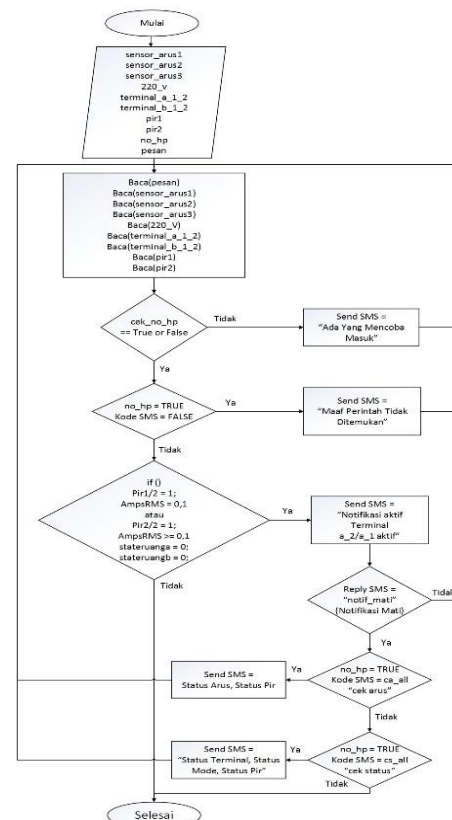 Mulai
sensor_arus1
sensor_arus2
sensor_arus3
220_v
terminal_a_1_2
terminal_b_1_2
pir1
pir2
no_hp
pesan
Baca(pesan)
Baca(sensor_arus1)
Baca(sensor_arus2)
Baca(sensor_arus3)
Baca(220_V)
Baca(terminal_a_1_2)
Baca(terminal_b_1_2)
Baca(pir1)
Baca(pir2)
cek_no_hp
== True or False
Tidak
Send SMS =
"Ada Yang Mencoba
Masuk"
Ya
no_hp = TRUE
Kode SMS = FALSE
Ya
Send SMS =
"Maaf Perintah Tidak
Ditemukan"
Tidak
if ()
Pir1/2 = 1;
AmpsRMS = 0,1
atau
Pir2/2 = 1;
AmpsRMS >= 0,1
stateruanga = 0;
stateruangb = 0;
Ya
Send SMS =
"Notifikasi aktif
Terminal
a_2/a_1 aktif"
Tidak
Reply SMS =
"notif_mati"
(Notifikasi Mati)
Tidak
Ya
no_hp = TRUE
Kode SMS = ca_all
"cek arus"
Ya
Send SMS =
Status Arus, Status Pir
Tidak
no_hp = TRUE
Kode SMS = cs_all
"cek status"
Ya
Send SMS =
"Status Terminal, Status
Mode, Status Pir"
Tidak
Selesai